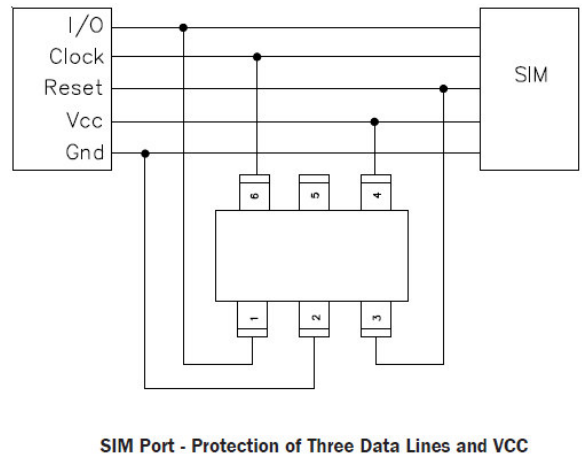 I/O
Clock
Reset
Vcc
Gnd
SIM
6
5
4
1
2
3
SIM Port - Protection of Three Data Lines and VCC